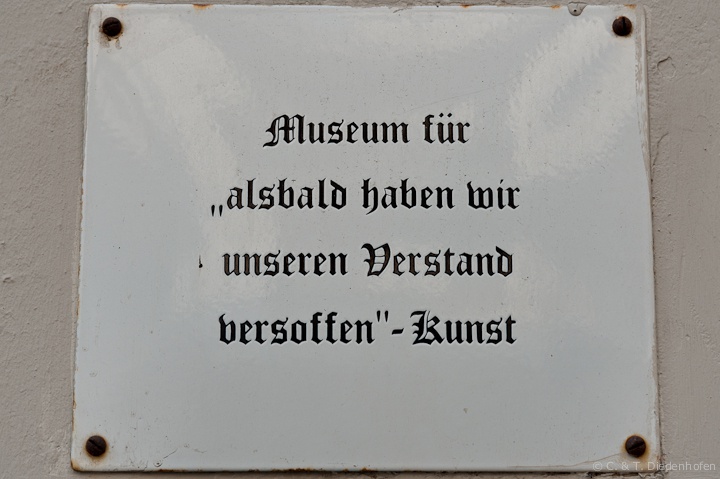 Museum für
„alsbald haben wir
unseren Verstand
versoffen"-Kunst
© C. & T. Diedenhofen